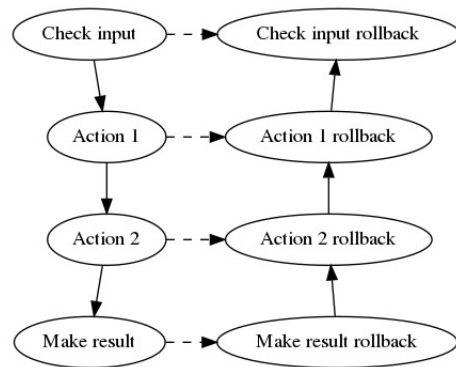 Check input
Check input rollback
Action 1
Action 1 rollback
Action 2
Action 2 rollback
Make result
Make result rollback